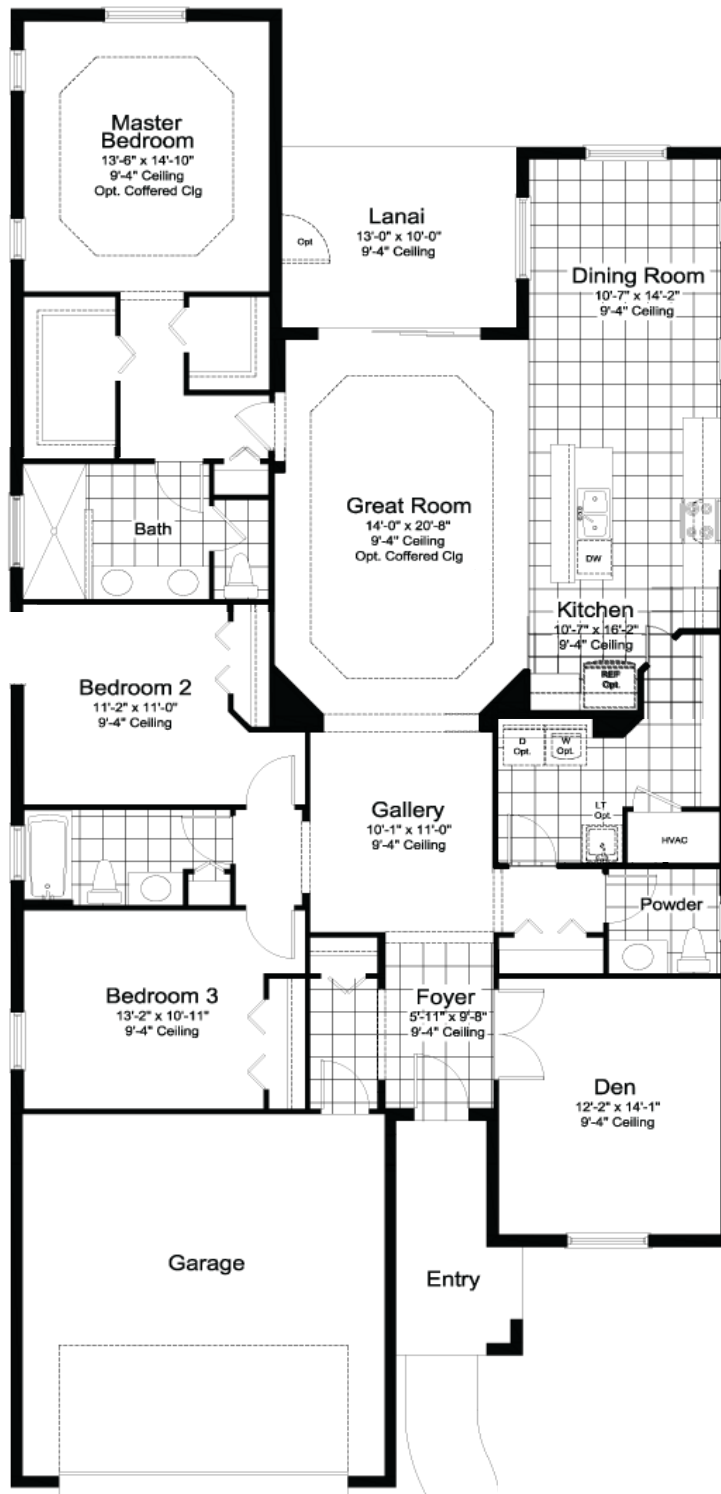 Master
Bedroom
13'-6" x 14'-10"
9'-4" Ceiling
Opt. Coffered Clg
Lanai
13'-0" x 10'-0"
9'-4" Ceiling
Opt
Dining Room
10'-7" x 14'-2"
9'-4" Ceiling
Great Room
14'-0" x 20'-8"
9'-4" Ceiling
Opt. Coffered Clg
Bath
DW
Kitchen
10'-7" x 16'-2"
9'-4" Ceiling
REF
Opt.
Bedroom 2
11'-2" x 11'-0"
9'-4" Ceiling
D
Opt.
W
Opt.
Gallery
10'-1" x 11'-0"
9'-4" Ceiling
LT
Opt.
HVAC
Powder
Bedroom 3
13'-2" x 10'-11"
9'-4" Ceiling
Foyer
5'-11" x 9'-8"
9'-4" Ceiling
Den
12'-2" x 14'-1"
9'-4" Ceiling
Garage
Entry